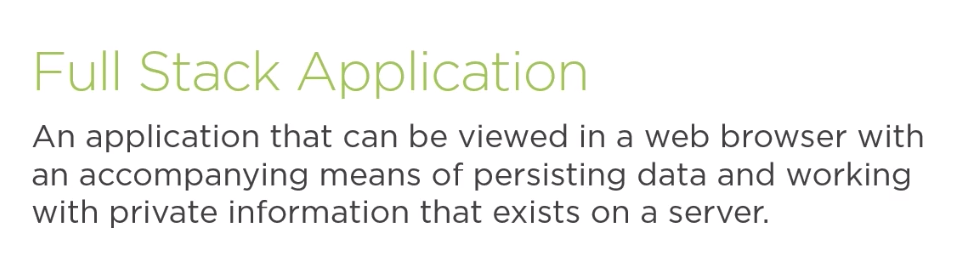 Full Stack Application
An application that can be viewed in a web browser with
an accompanying means of persisting data and working
with private information that exists on a server.